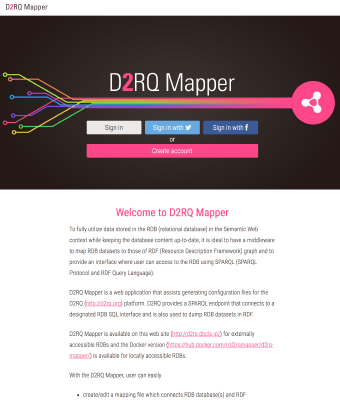 D2RQ Mapper
D2RQ Mapper
Sign in
Sign in with
Sign in with
or
Create account
Welcome to D2RQ Mapper
To fully utilize data stored in the RDB (relational database) in the Semantic Web
context while keeping the database content up-to-date, it is ideal to have a middleware
to map RDB datasets to those of RDF (Resource Description Framework) graph and to
provide an interface where user can access to the RDB using SPARQL (SPARQL
Protocol and RDF Query Language).
D2RQ Mapper is a web application that assists generating configuration files for the
D2RQ (http://d2rq.org) platform. D2RQ provides a SPARQL endpoint that connects to a
designated RDB SQL interface and is also used to dump RDB datasets in RDF.
D2RQ Mapper is available on this web site (http://d2rq.dbcls.jp/) for externally
accessible RDBs and the Docker version (https://hub.docker.com/r/d2rqmapper/d2rq-
mapper/) is available for locally accessible RDBs.
With the D2RQ Mapper, user can easily
create/edit a mapping file which connects RDB database(s) and RDF